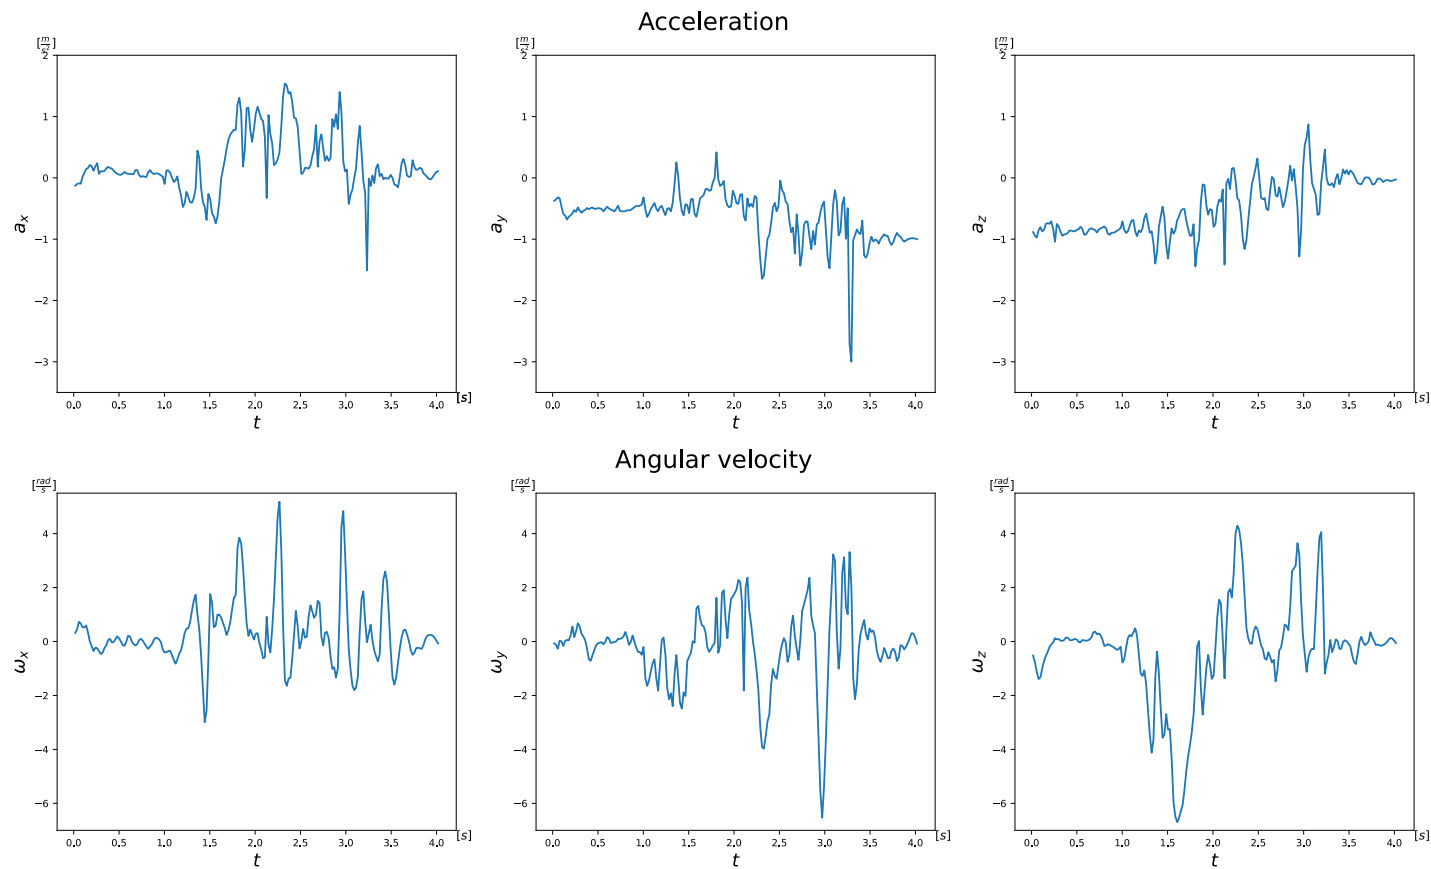 Acceleration
[m/s²] [m/s²] [m/s²]
2 2 2
1 1 1
0 0 0
−1 −1 −1
−2 −2 −2
−3 −3 −3
a_x a_y a_z
0.0 0.5 1.0 1.5 2.0 2.5 3.0 3.5 4.0 [s] 0.0 0.5 1.0 1.5 2.0 2.5 3.0 3.5 4.0 [s] 0.0 0.5 1.0 1.5 2.0 2.5 3.0 3.5 4.0 [s]
t t t
Angular velocity
[rad/s] [rad/s] [rad/s]
4 4 4
2 2 2
0 0 0
−2 −2 −2
−4 −4 −4
−6 −6 −6
ω_x ω_y ω_z
0.0 0.5 1.0 1.5 2.0 2.5 3.0 3.5 4.0 [s] 0.0 0.5 1.0 1.5 2.0 2.5 3.0 3.5 4.0 [s] 0.0 0.5 1.0 1.5 2.0 2.5 3.0 3.5 4.0 [s]
t t t